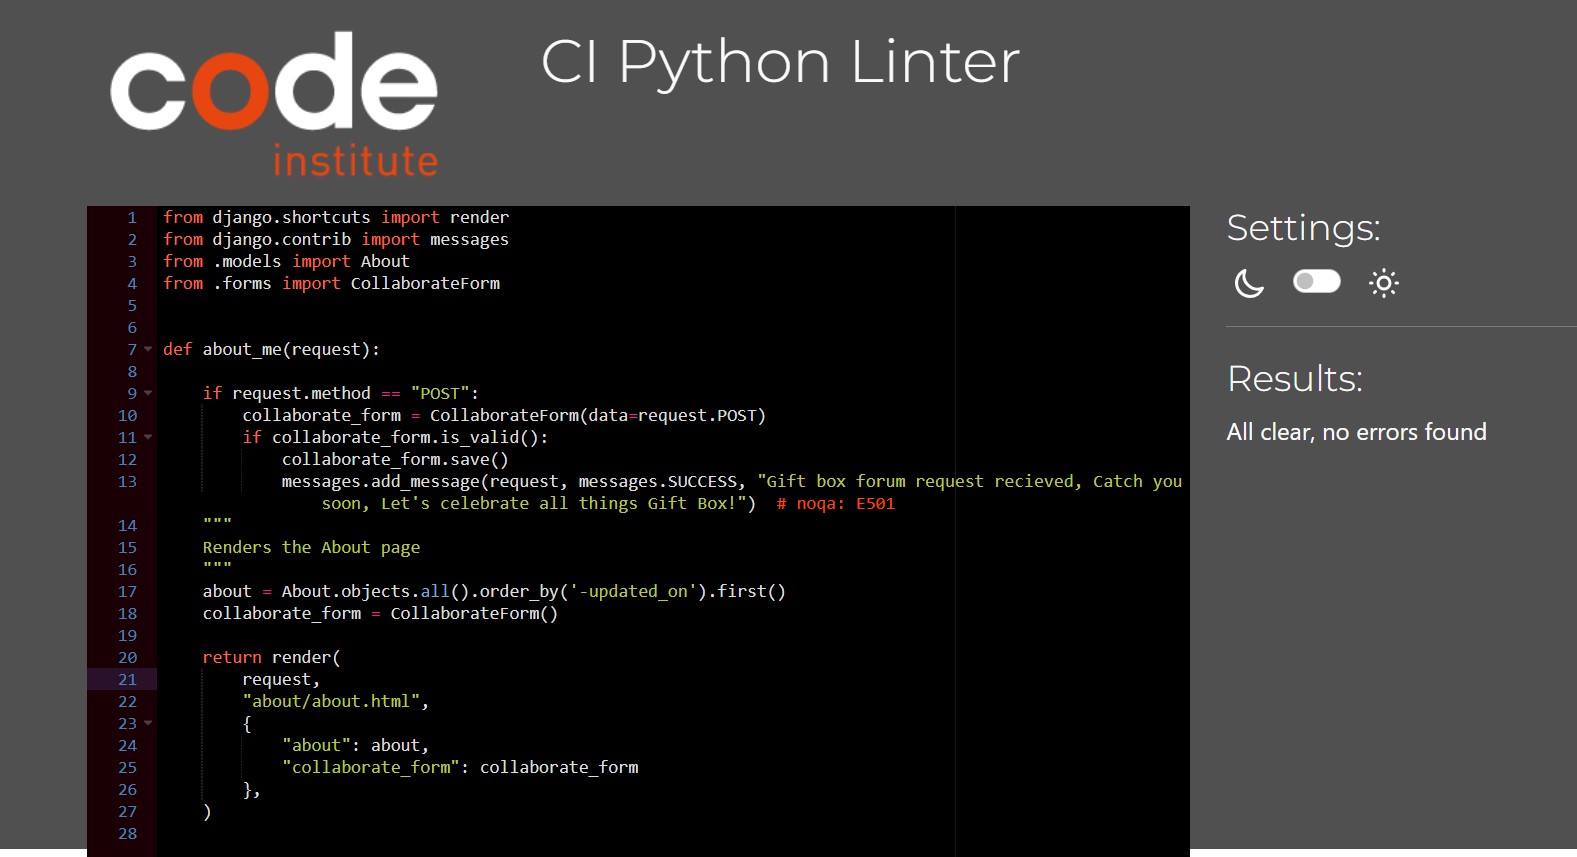 code
institute
CI Python Linter
1 from django.shortcuts import render
2 from django.contrib import messages
3 from .models import About
4 from .forms import CollaborateForm
5
6
7 def about_me(request):
8
9     if request.method == "POST":
10         collaborate_form = CollaborateForm(data=request.POST)
11         if collaborate_form.is_valid():
12             collaborate_form.save()
13             messages.add_message(request, messages.SUCCESS, "Gift box forum request recieved, Catch you
soon, Let's celebrate all things Gift Box!")  # noqa: E501
14     """
15     Renders the About page
16     """
17     about = About.objects.all().order_by('-updated_on').first()
18     collaborate_form = CollaborateForm()
19
20     return render(
21         request,
22         "about/about.html",
23         {
24             "about": about,
25             "collaborate_form": collaborate_form
26         },
27     )
28
Settings:
Results:
All clear, no errors found